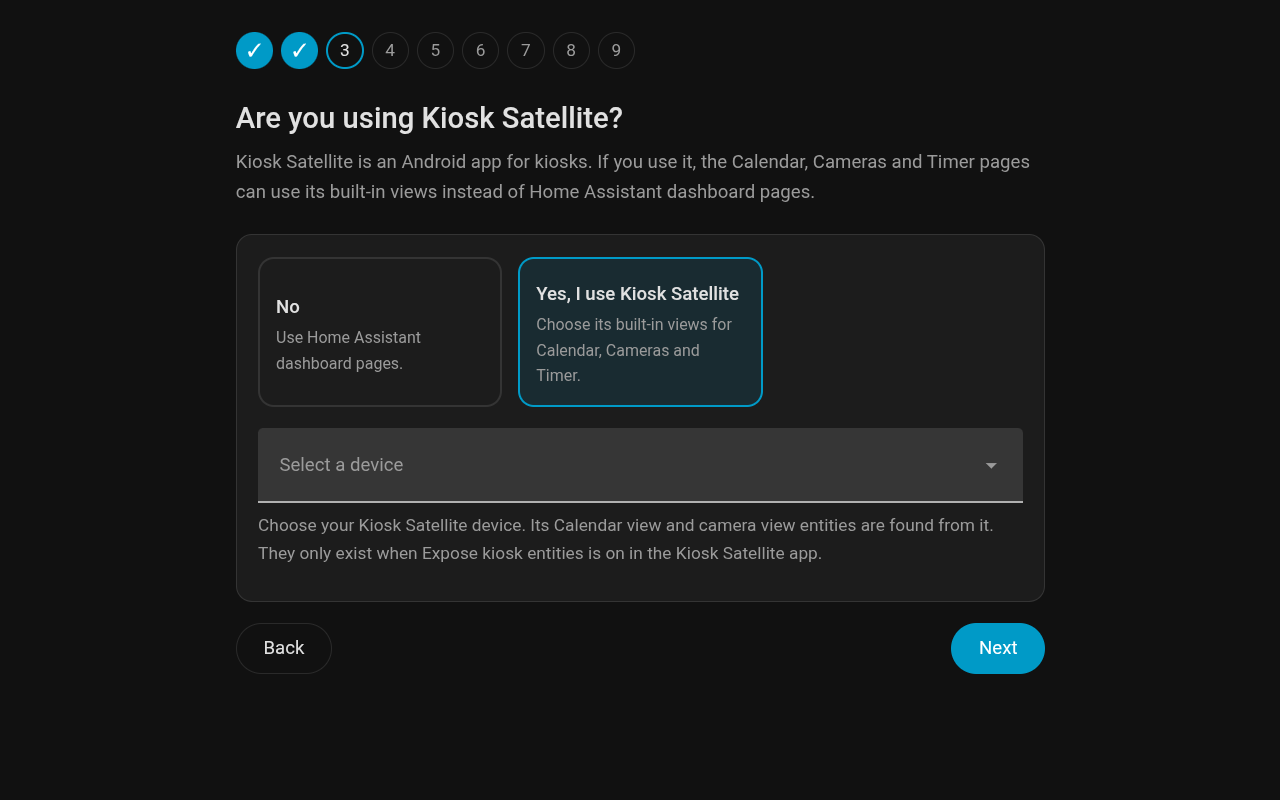 ✓ ✓ 3 4 5 6 7 8 9
Are you using Kiosk Satellite?
Kiosk Satellite is an Android app for kiosks. If you use it, the Calendar, Cameras and Timer pages
can use its built-in views instead of Home Assistant dashboard pages.
No
Use Home Assistant
dashboard pages.
Yes, I use Kiosk Satellite
Choose its built-in views for
Calendar, Cameras and
Timer.
Select a device
Choose your Kiosk Satellite device. Its Calendar view and camera view entities are found from it.
They only exist when Expose kiosk entities is on in the Kiosk Satellite app.
Back
Next